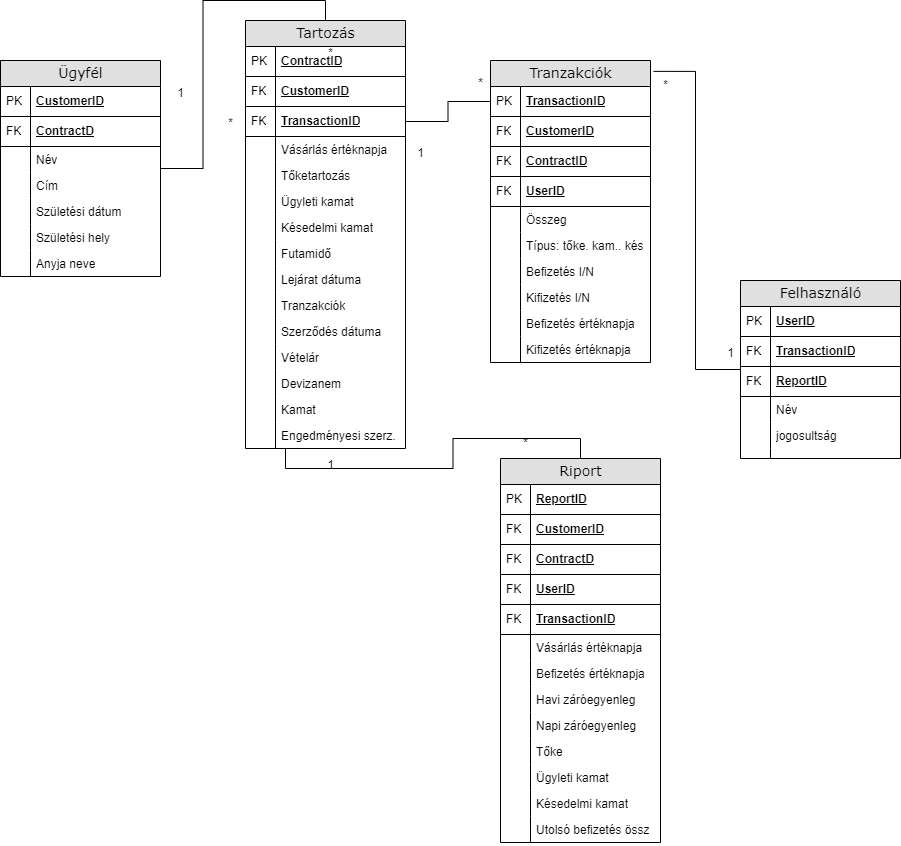 Ügyfél
PK CustomerID
FK ContractD
Név
Cím
Születési dátum
Születési hely
Anyja neve
1
*
Tartozás
*
PK ContractID
FK CustomerID
FK TransactionID
Vásárlás értéknapja
Tőketartozás
Ügyleti kamat
Késedelmi kamat
Futamidő
Lejárat dátuma
Tranzakciók
Szerződés dátuma
Vételár
Devizanem
Kamat
Engedményesi szerz.
1
*
Tranzakciók
PK TransactionID
FK CustomerID
FK ContractID
FK UserID
Összeg
Típus: tőke. kam.. kés
Befizetés I/N
Kifizetés I/N
Befizetés értéknapja
Kifizetés értéknapja
*
1
Felhasználó
PK UserID
FK TransactionID
FK ReportID
Név
jogosultság
1
*
Riport
PK ReportID
FK CustomerID
FK ContractD
FK UserID
FK TransactionID
Vásárlás értéknapja
Befizetés értéknapja
Havi záróegyenleg
Napi záróegyenleg
Tőke
Ügyleti kamat
Késedelmi kamat
Utolsó befizetés össz